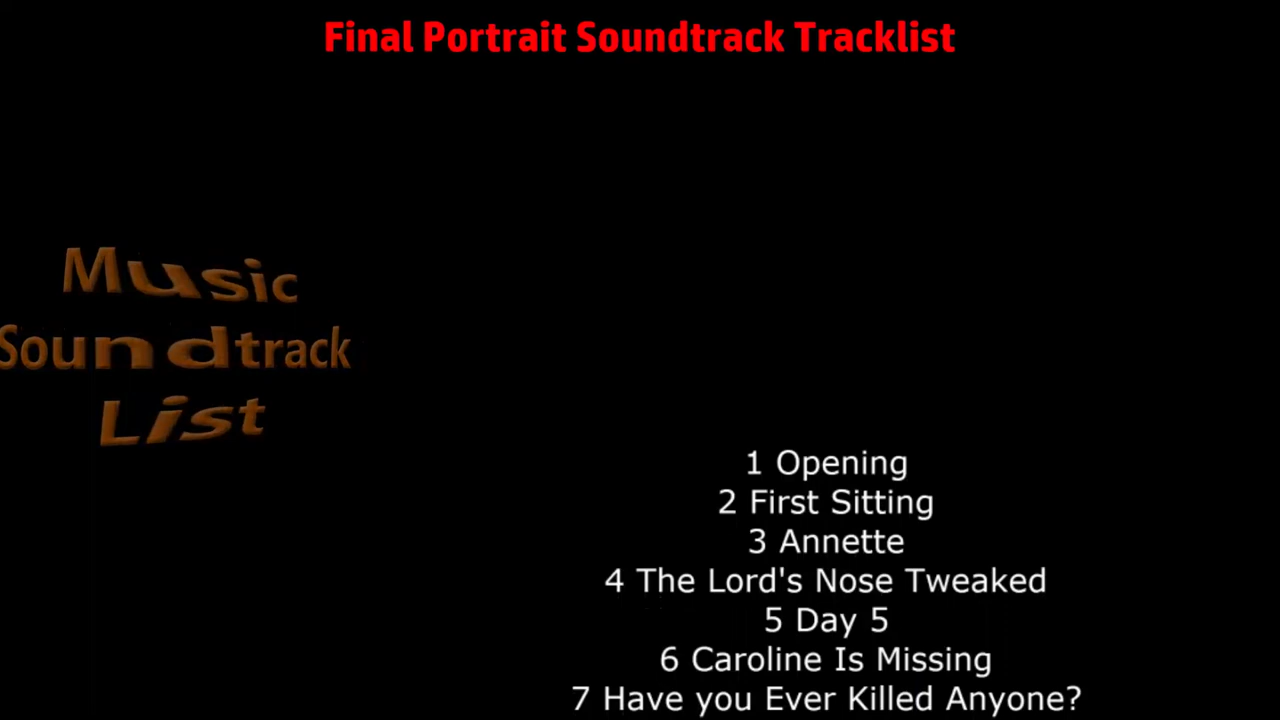 Final Portrait Soundtrack Tracklist
Music
Soundtrack
List
1 Opening
2 First Sitting
3 Annette
4 The Lord's Nose Tweaked
5 Day 5
6 Caroline Is Missing
7 Have you Ever Killed Anyone?